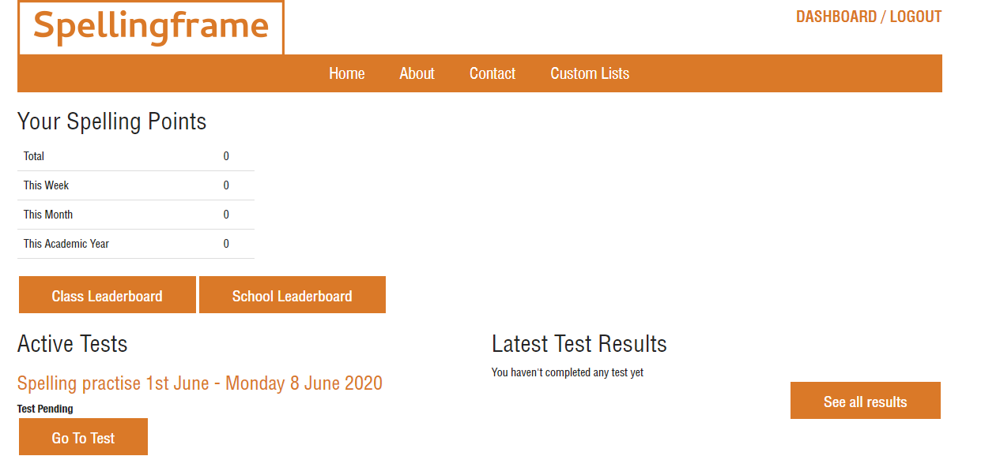 Spellingframe
DASHBOARD / LOGOUT
Home About Contact Custom Lists
Your Spelling Points
Total 0
This Week 0
This Month 0
This Academic Year 0
Class Leaderboard School Leaderboard
Active Tests
Spelling practise 1st June - Monday 8 June 2020
Test Pending
Go To Test
Latest Test Results
You haven't completed any test yet
See all results